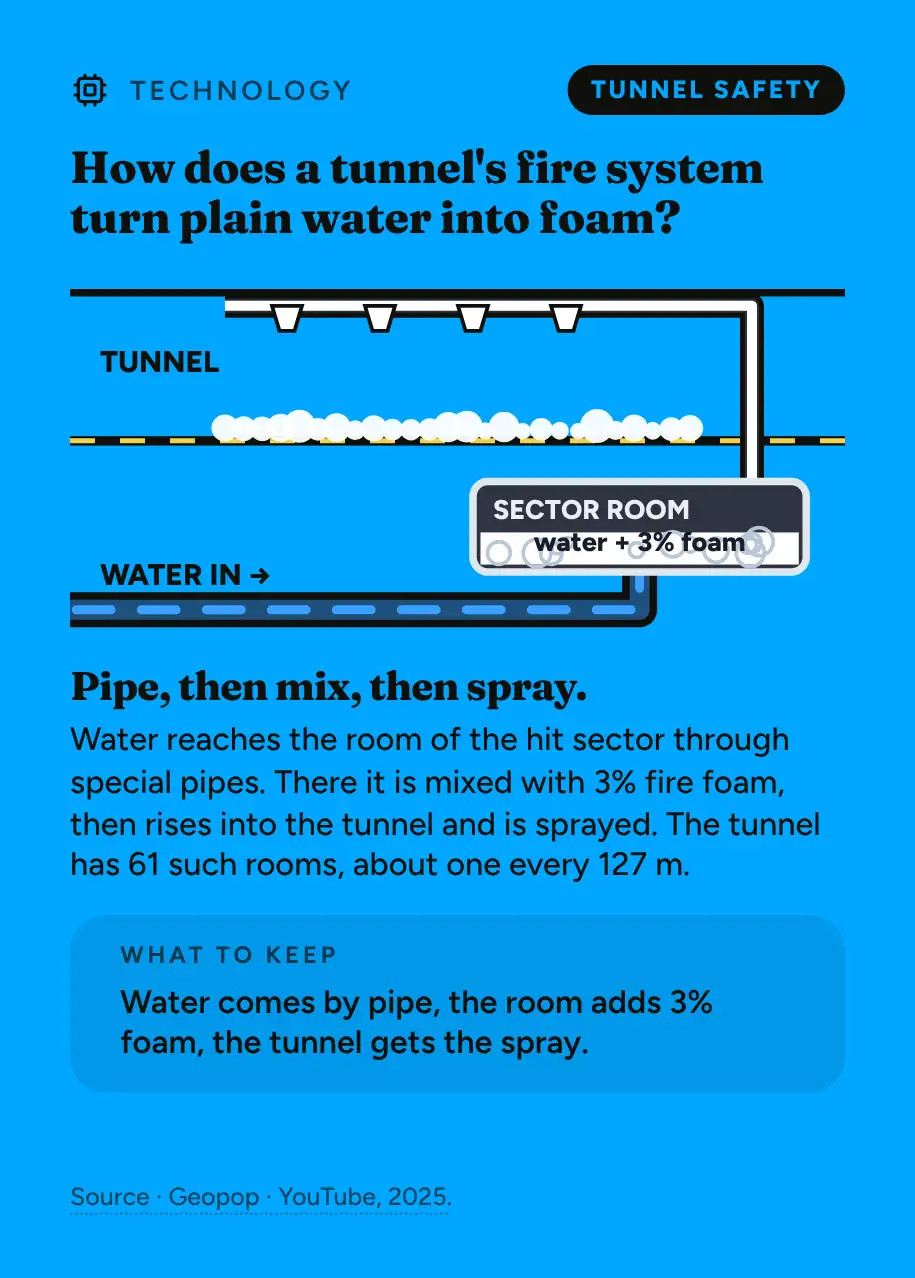 TECHNOLOGY
TUNNEL SAFETY
How does a tunnel's fire system
turn plain water into foam?
TUNNEL
SECTOR ROOM
water + 3% foam
WATER IN →
Pipe, then mix, then spray.
Water reaches the room of the hit sector through
special pipes. There it is mixed with 3% fire foam,
then rises into the tunnel and is sprayed. The tunnel
has 61 such rooms, about one every 127 m.
WHAT TO KEEP
Water comes by pipe, the room adds 3%
foam, the tunnel gets the spray.
Source · Geopop · YouTube, 2025.